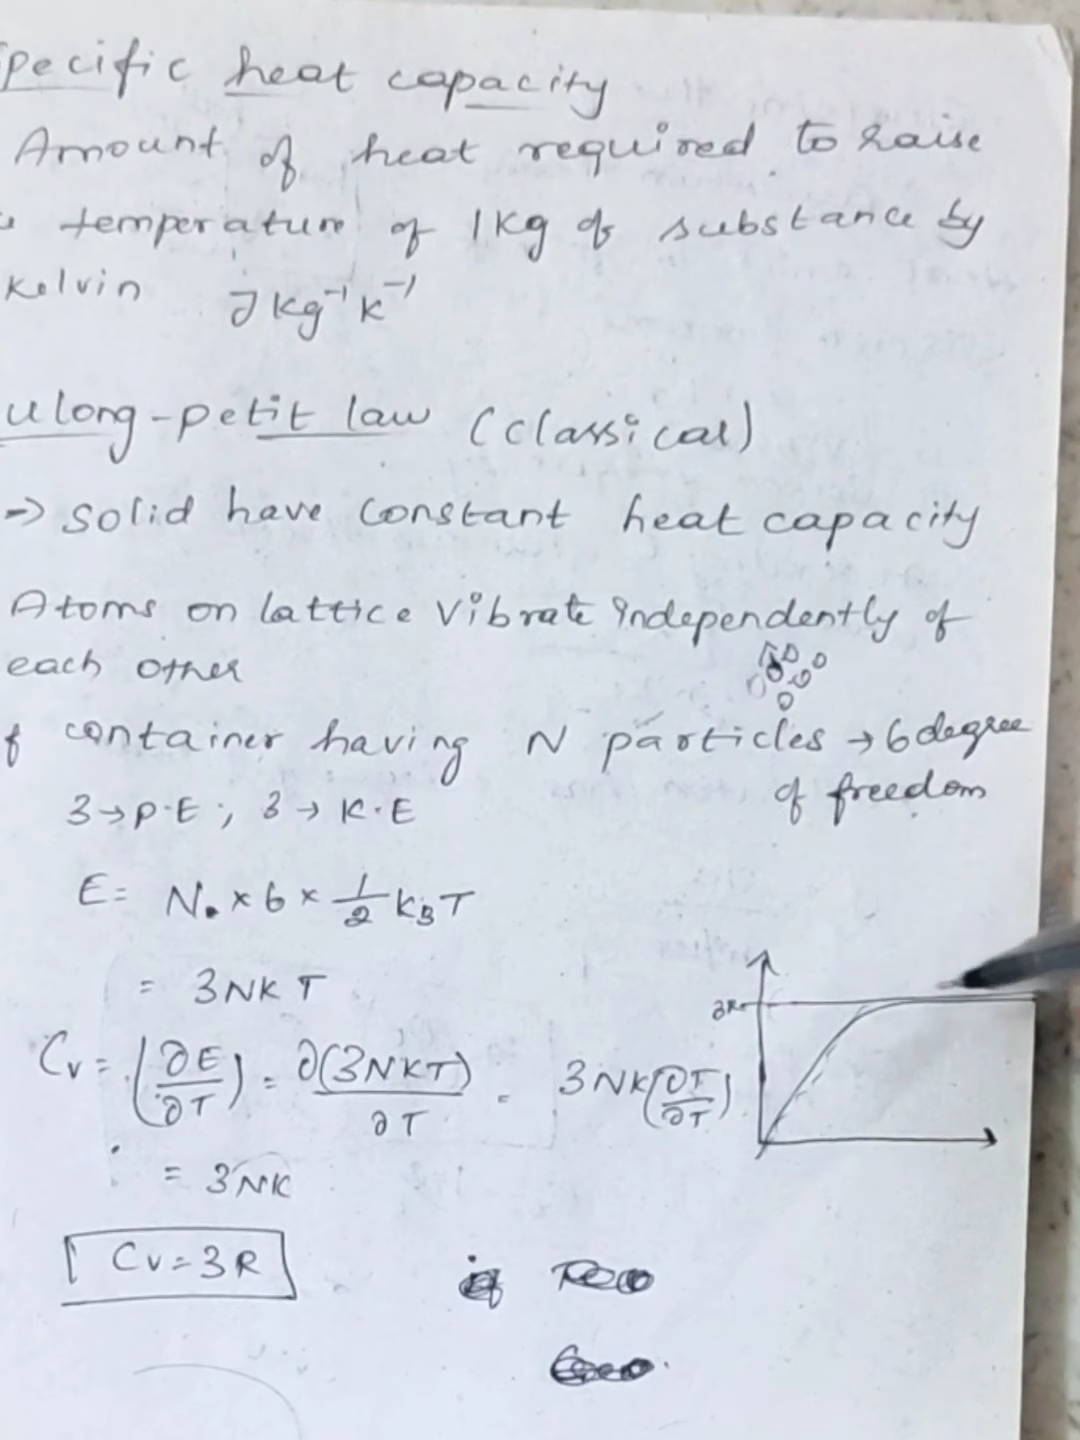 pecific heat capacity
Amount of heat required to raise
temperature of 1kg of substance by
Kelvin J kg⁻¹ K⁻¹
ulong-petit law (classical)
→ solid have constant heat capacity
Atoms on lattice vibrate independently of
each other
container having N particles → 6 degree
of freedom
3→P.E ; 3→ K.E
E= N × 6 × 1/2 k_B T
= 3NKT
3R
Cv = (∂E/∂T) = ∂(3NKT)/∂T = 3NK(∂T/∂T)
= 3NK
Cv = 3R